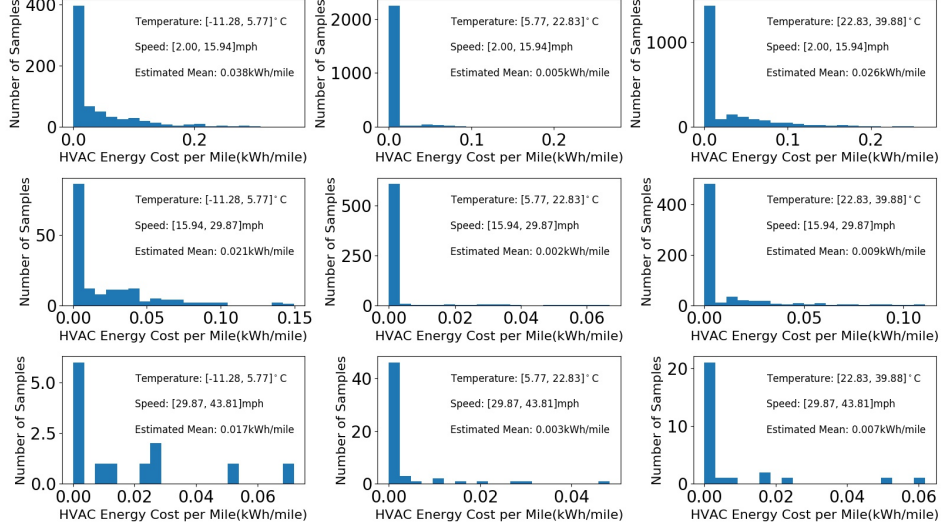 Number of Samples
400
200
0
0.0 0.2
HVAC Energy Cost per Mile(kWh/mile)
Temperature: [-11.28, 5.77]°C
Speed: [2.00, 15.94]mph
Estimated Mean: 0.038kWh/mile
Number of Samples
2000
1000
0
0.0 0.1 0.2
HVAC Energy Cost per Mile(kWh/mile)
Temperature: [5.77, 22.83]°C
Speed: [2.00, 15.94]mph
Estimated Mean: 0.005kWh/mile
Number of Samples
1000
0
0.0 0.1 0.2
HVAC Energy Cost per Mile(kWh/mile)
Temperature: [22.83, 39.88]°C
Speed: [2.00, 15.94]mph
Estimated Mean: 0.026kWh/mile
Number of Samples
50
0
0.00 0.05 0.10 0.15
HVAC Energy Cost per Mile(kWh/mile)
Temperature: [-11.28, 5.77]°C
Speed: [15.94, 29.87]mph
Estimated Mean: 0.021kWh/mile
Number of Samples
500
250
0
0.00 0.02 0.04 0.06
HVAC Energy Cost per Mile(kWh/mile)
Temperature: [5.77, 22.83]°C
Speed: [15.94, 29.87]mph
Estimated Mean: 0.002kWh/mile
Number of Samples
400
200
0
0.00 0.05 0.10
HVAC Energy Cost per Mile(kWh/mile)
Temperature: [22.83, 39.88]°C
Speed: [15.94, 29.87]mph
Estimated Mean: 0.009kWh/mile
Number of Samples
5.0
2.5
0.0
0.00 0.02 0.04 0.06
HVAC Energy Cost per Mile(kWh/mile)
Temperature: [-11.28, 5.77]°C
Speed: [29.87, 43.81]mph
Estimated Mean: 0.017kWh/mile
Number of Samples
40
20
0
0.00 0.02 0.04
HVAC Energy Cost per Mile(kWh/mile)
Temperature: [5.77, 22.83]°C
Speed: [29.87, 43.81]mph
Estimated Mean: 0.003kWh/mile
Number of Samples
20
10
0
0.00 0.02 0.04 0.06
HVAC Energy Cost per Mile(kWh/mile)
Temperature: [22.83, 39.88]°C
Speed: [29.87, 43.81]mph
Estimated Mean: 0.007kWh/mile